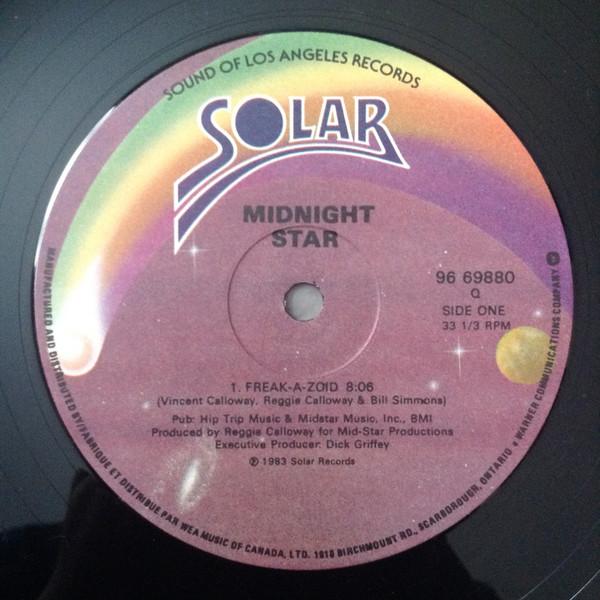 SOUND OF LOS ANGELES RECORDS
SOLAR
MIDNIGHT
STAR
96 69880
Q
SIDE ONE
33 1/3 RPM
1. FREAK-A-ZOID 8:06
(Vincent Calloway, Reggie Calloway & Bill Simmons)
Pub: Hip Trip Music & Midstar Music, Inc., BMI
Produced by Reggie Calloway for Mid-Star Productions
Executive Producer: Dick Griffey
℗ 1983 Solar Records
MANUFACTURED AND DISTRIBUTED BY/FABRIQUE ET DISTRIBUE PAR WEA MUSIC OF CANADA, LTD. 1810 BIRCHMOUNT RD., SCARBOROUGH, ONTARIO • WARNER COMMUNICATIONS COMPANY